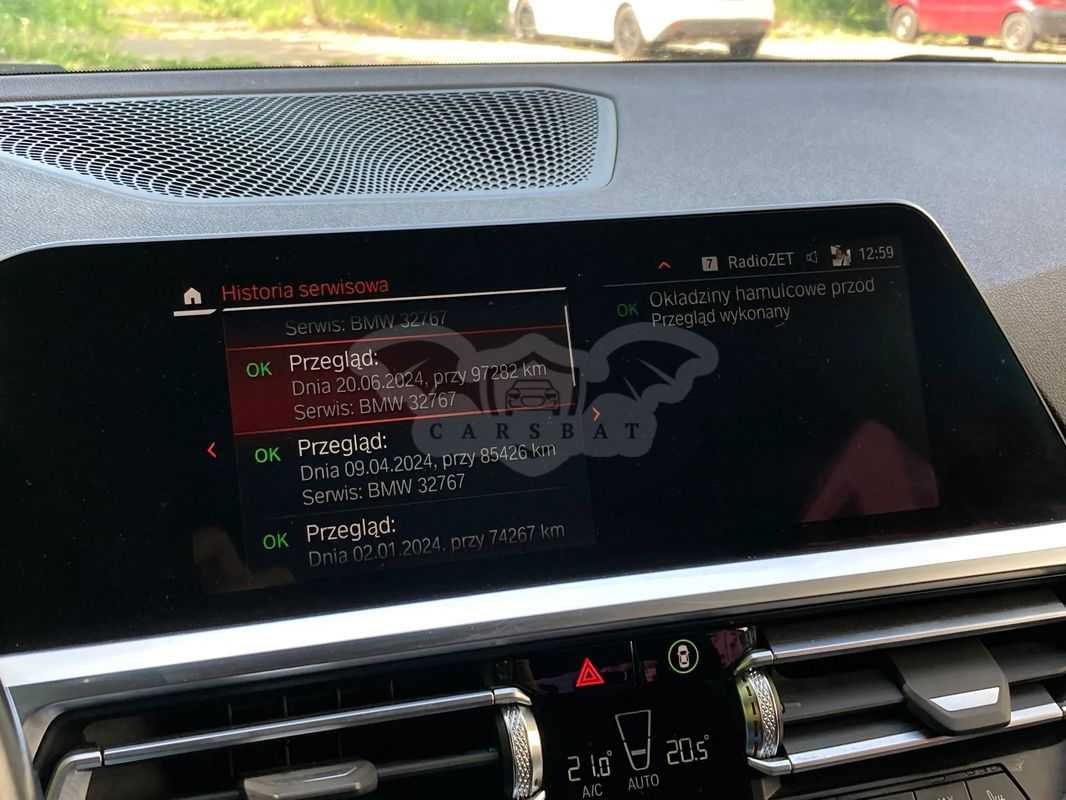 7 RadioZET 12:59
Historia serwisowa
Serwis: BMW 32767
OK Przegląd:
Dnia 20.06.2024, przy 97282 km
Serwis: BMW 32767
OK Przegląd:
Dnia 09.04.2024, przy 85426 km
Serwis: BMW 32767
OK Przegląd:
Dnia 02.01.2024, przy 74267 km
OK Okładziny hamulcowe przód
Przegląd wykonany
CARSBAT
21.0° 20.5°
A/C AUTO